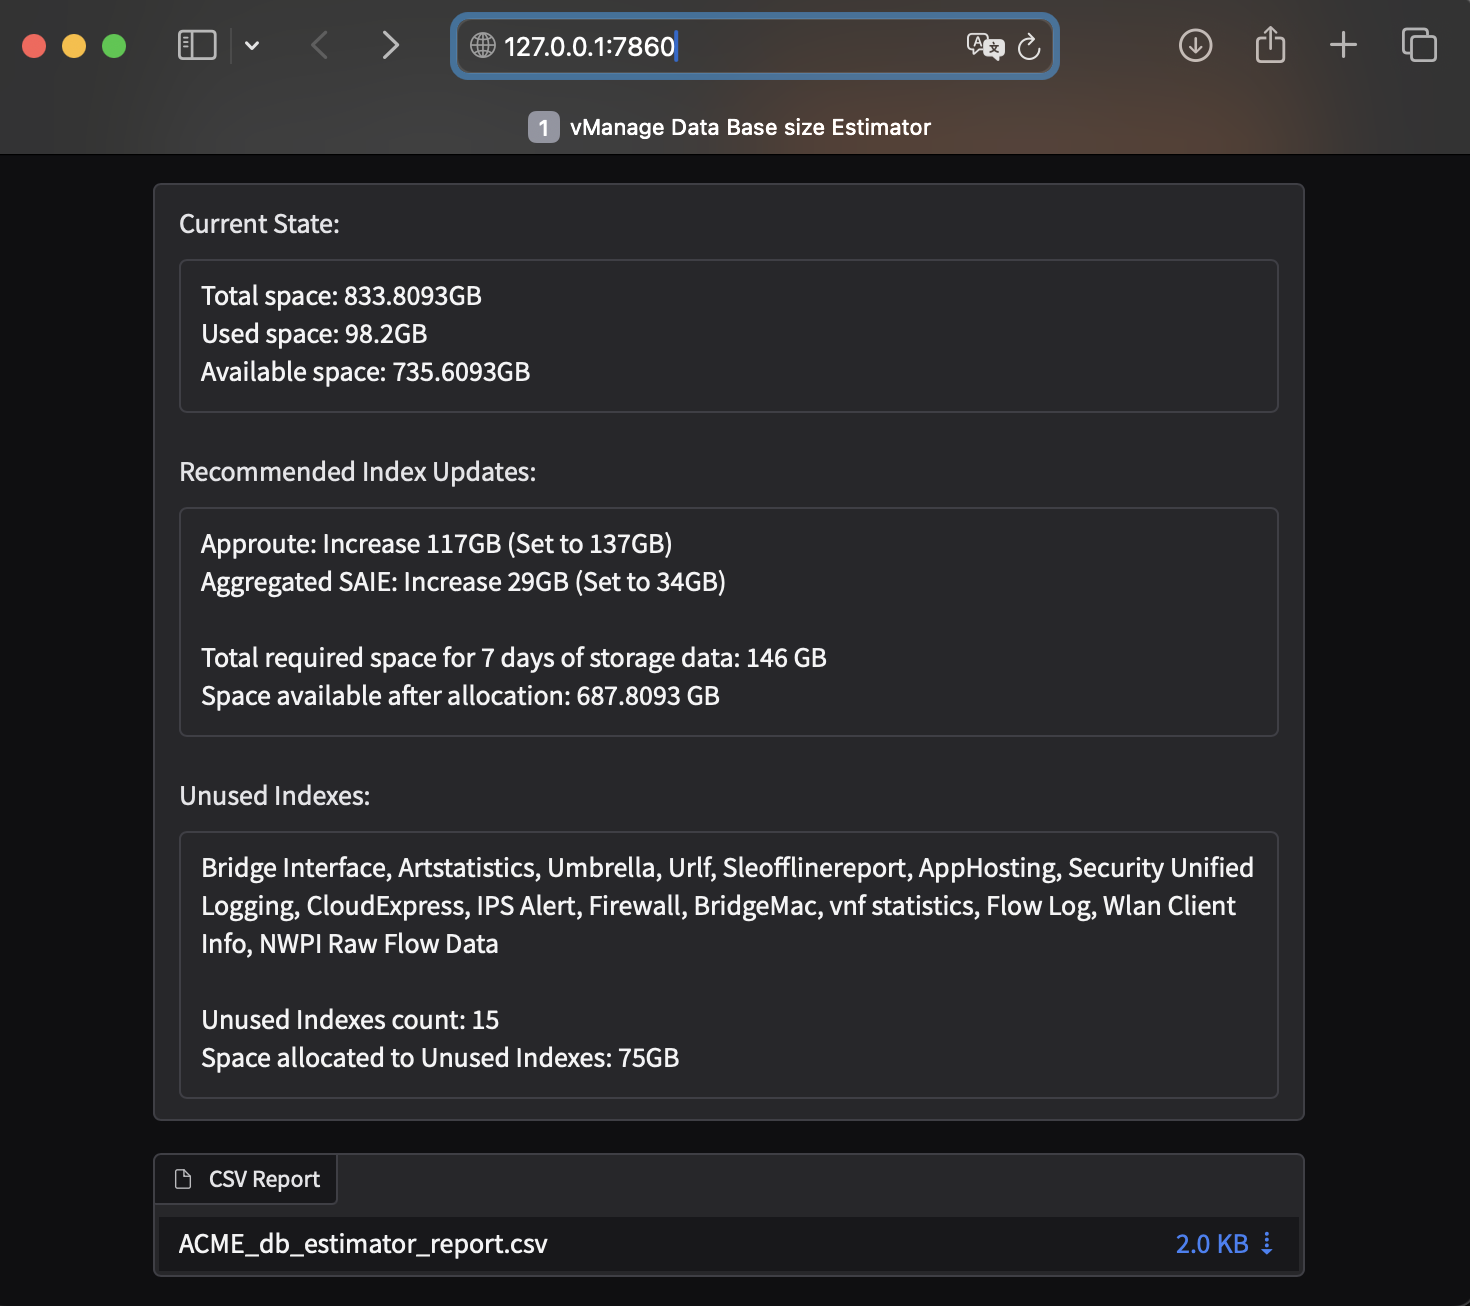 127.0.0.1:7860
1 vManage Data Base size Estimator
Current State:
Total space: 833.8093GB
Used space: 98.2GB
Available space: 735.6093GB
Recommended Index Updates:
Approute: Increase 117GB (Set to 137GB)
Aggregated SAIE: Increase 29GB (Set to 34GB)
Total required space for 7 days of storage data: 146 GB
Space available after allocation: 687.8093 GB
Unused Indexes:
Bridge Interface, Artstatistics, Umbrella, Urlf, Sleofflinereport, AppHosting, Security Unified
Logging, CloudExpress, IPS Alert, Firewall, BridgeMac, vnf statistics, Flow Log, Wlan Client
Info, NWPI Raw Flow Data
Unused Indexes count: 15
Space allocated to Unused Indexes: 75GB
CSV Report
ACME_db_estimator_report.csv 2.0 KB